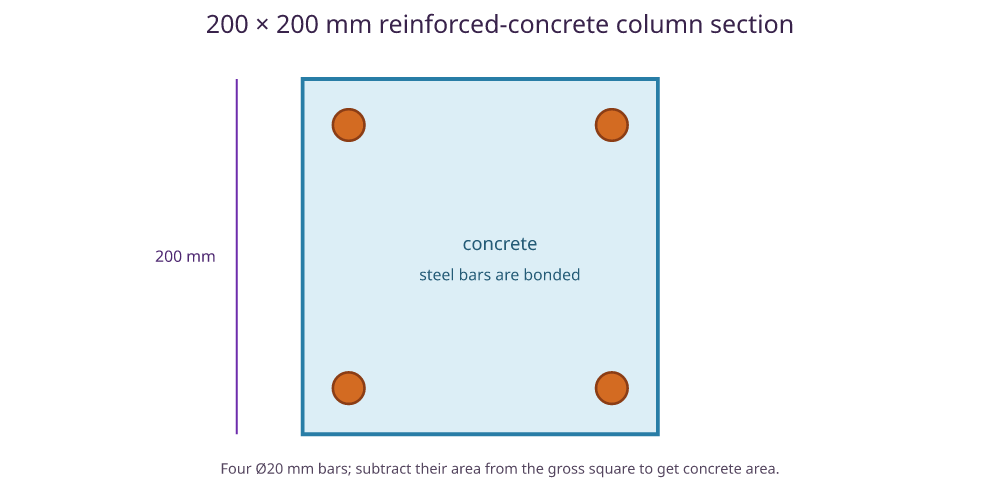 200 × 200 mm reinforced-concrete column section
concrete
200 mm
steel bars are bonded
Four Ø20 mm bars; subtract their area from the gross square to get concrete area.